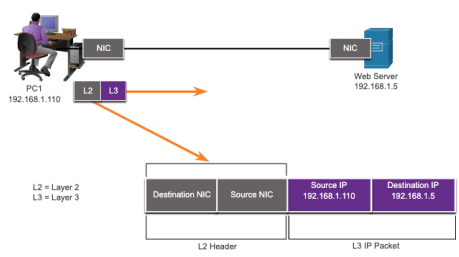 NIC
NIC
PC1
192.168.1.110
L2 L3
Web Server
192.168.1.5
L2 = Layer 2
L3 = Layer 3
Destination NIC
Source NIC
Source IP
192.168.1.110
Destination IP
192.168.1.5
L2 Header
L3 IP Packet